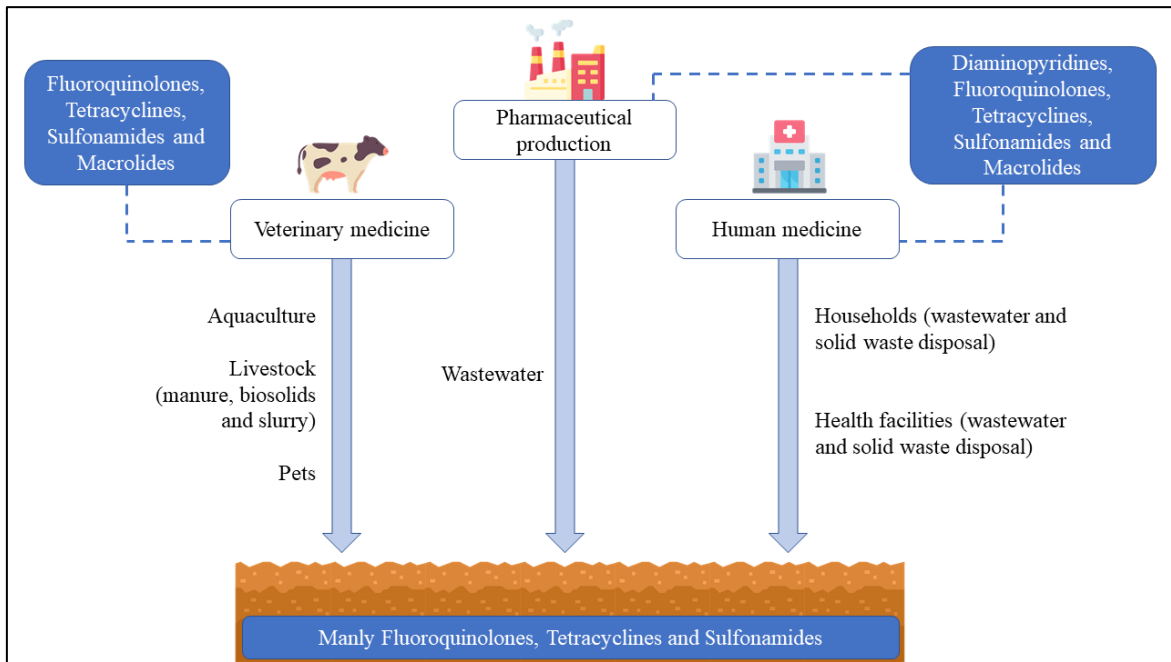 Fluoroquinolones,
Tetracyclines,
Sulfonamides and
Macrolides
Pharmaceutical
production
Diaminopyridines,
Fluoroquinolones,
Tetracyclines,
Sulfonamides and
Macrolides
Veterinary medicine
Human medicine
Aquaculture
Livestock
(manure, biosolids
and slurry)
Pets
Wastewater
Households (wastewater and
solid waste disposal)
Health facilities (wastewater
and solid waste disposal)
Manly Fluoroquinolones, Tetracyclines and Sulfonamides